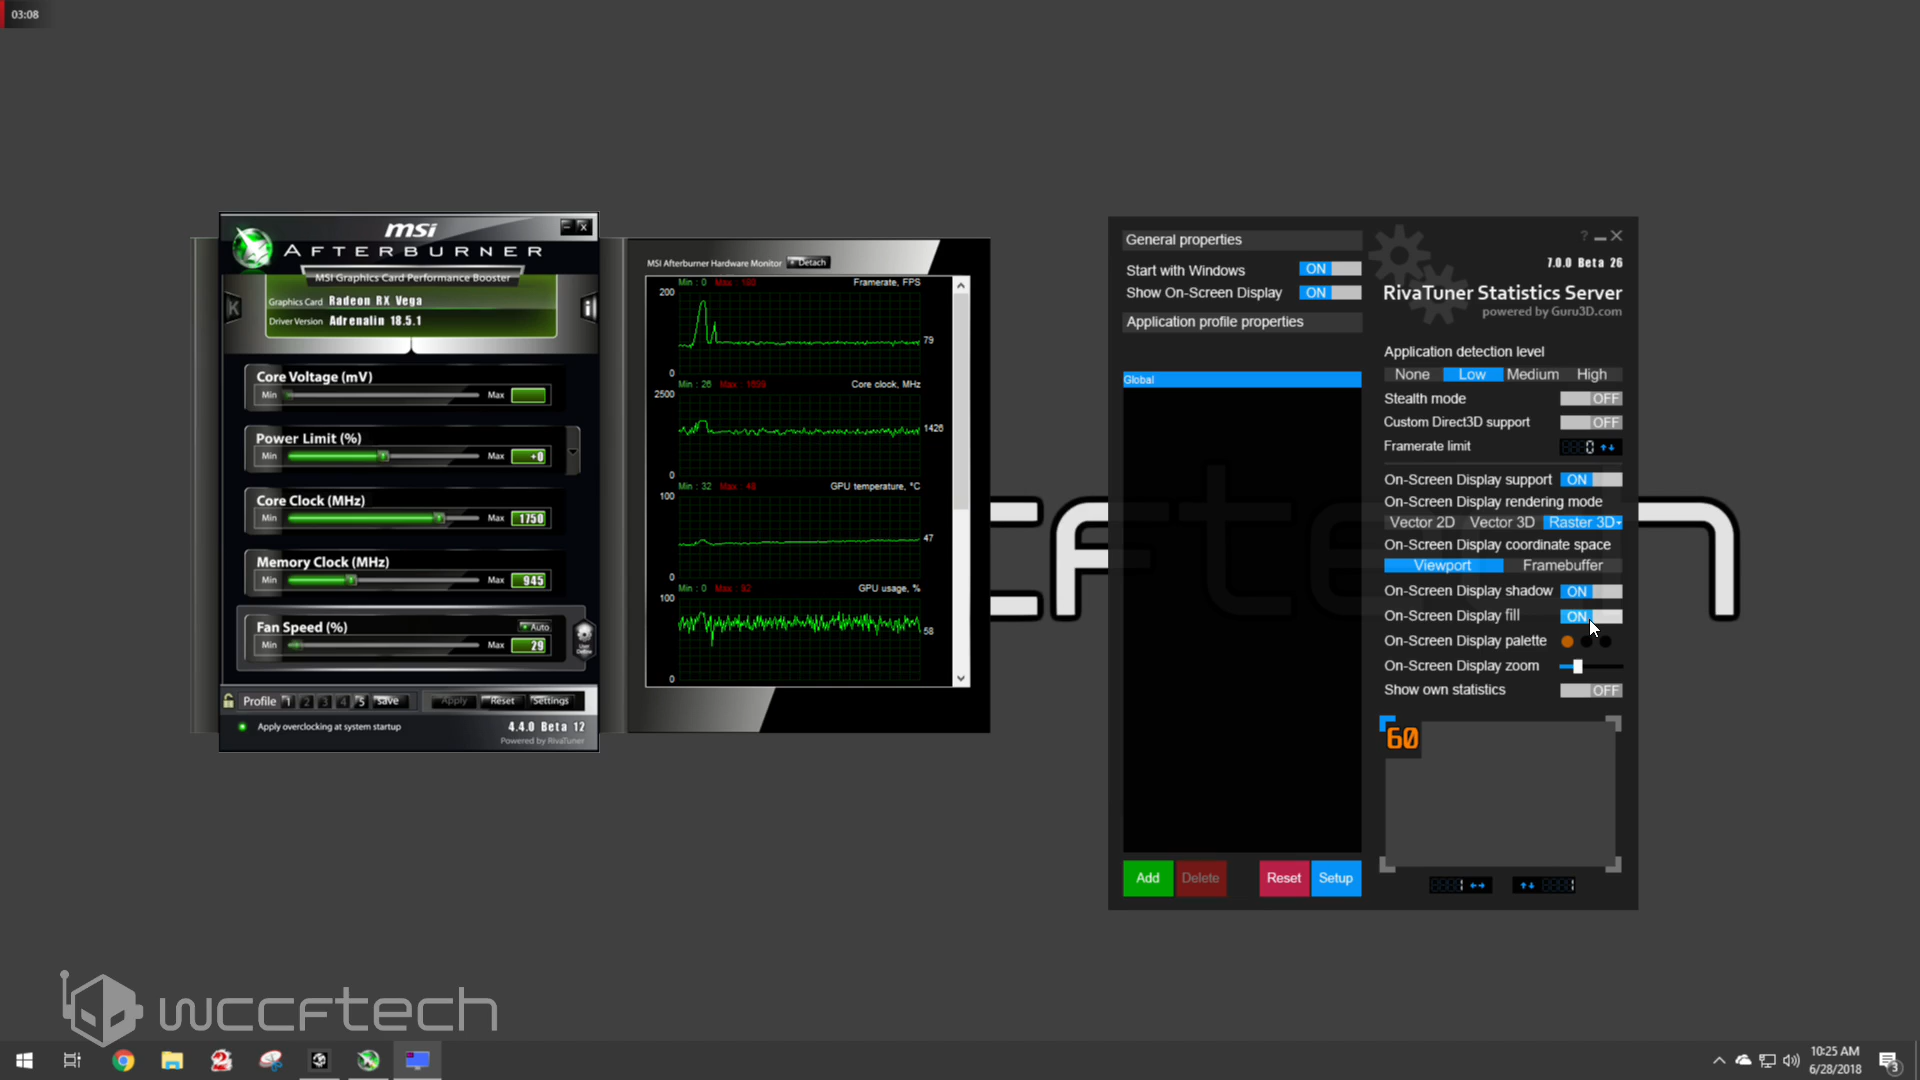 03:08
msi
AFTERBURNER
MSI Graphics Card Performance Booster
Graphics Card Radeon RX Vega
Driver Version Adrenalin 18.5.1
K
i
Core Voltage (mV)
Min Max
Power Limit (%)
Min Max +0
Core Clock (MHz)
Min Max 1750
Memory Clock (MHz)
Min Max 945
Fan Speed (%) Auto
Min Max 29
User Define
Profile 1 2 3 4 5 Save Apply Reset Settings
Apply overclocking at system startup
4.4.0 Beta 12
Powered by RivaTuner
MSI Afterburner Hardware Monitor Detach
Min : 0 Framerate, FPS
200
79
0
Min : 26 Core clock, MHz
2500
1426
0
Min : 32 Max : 48 GPU temperature, °C
100
47
0
Min : 0 Max : 92 GPU usage, %
100
58
0
General properties
Start with Windows ON
Show On-Screen Display ON
Application profile properties
Global
Add Delete Reset Setup
?
7.0.0 Beta 26
RivaTuner Statistics Server
powered by Guru3D.com
Application detection level
None Low Medium High
Stealth mode OFF
Custom Direct3D support OFF
Framerate limit 0
On-Screen Display support ON
On-Screen Display rendering mode
Vector 2D Vector 3D Raster 3D
On-Screen Display coordinate space
Viewport Framebuffer
On-Screen Display shadow ON
On-Screen Display fill ON
On-Screen Display palette
On-Screen Display zoom
Show own statistics OFF
60
1 1
wccftech
10:25 AM
6/28/2018
3